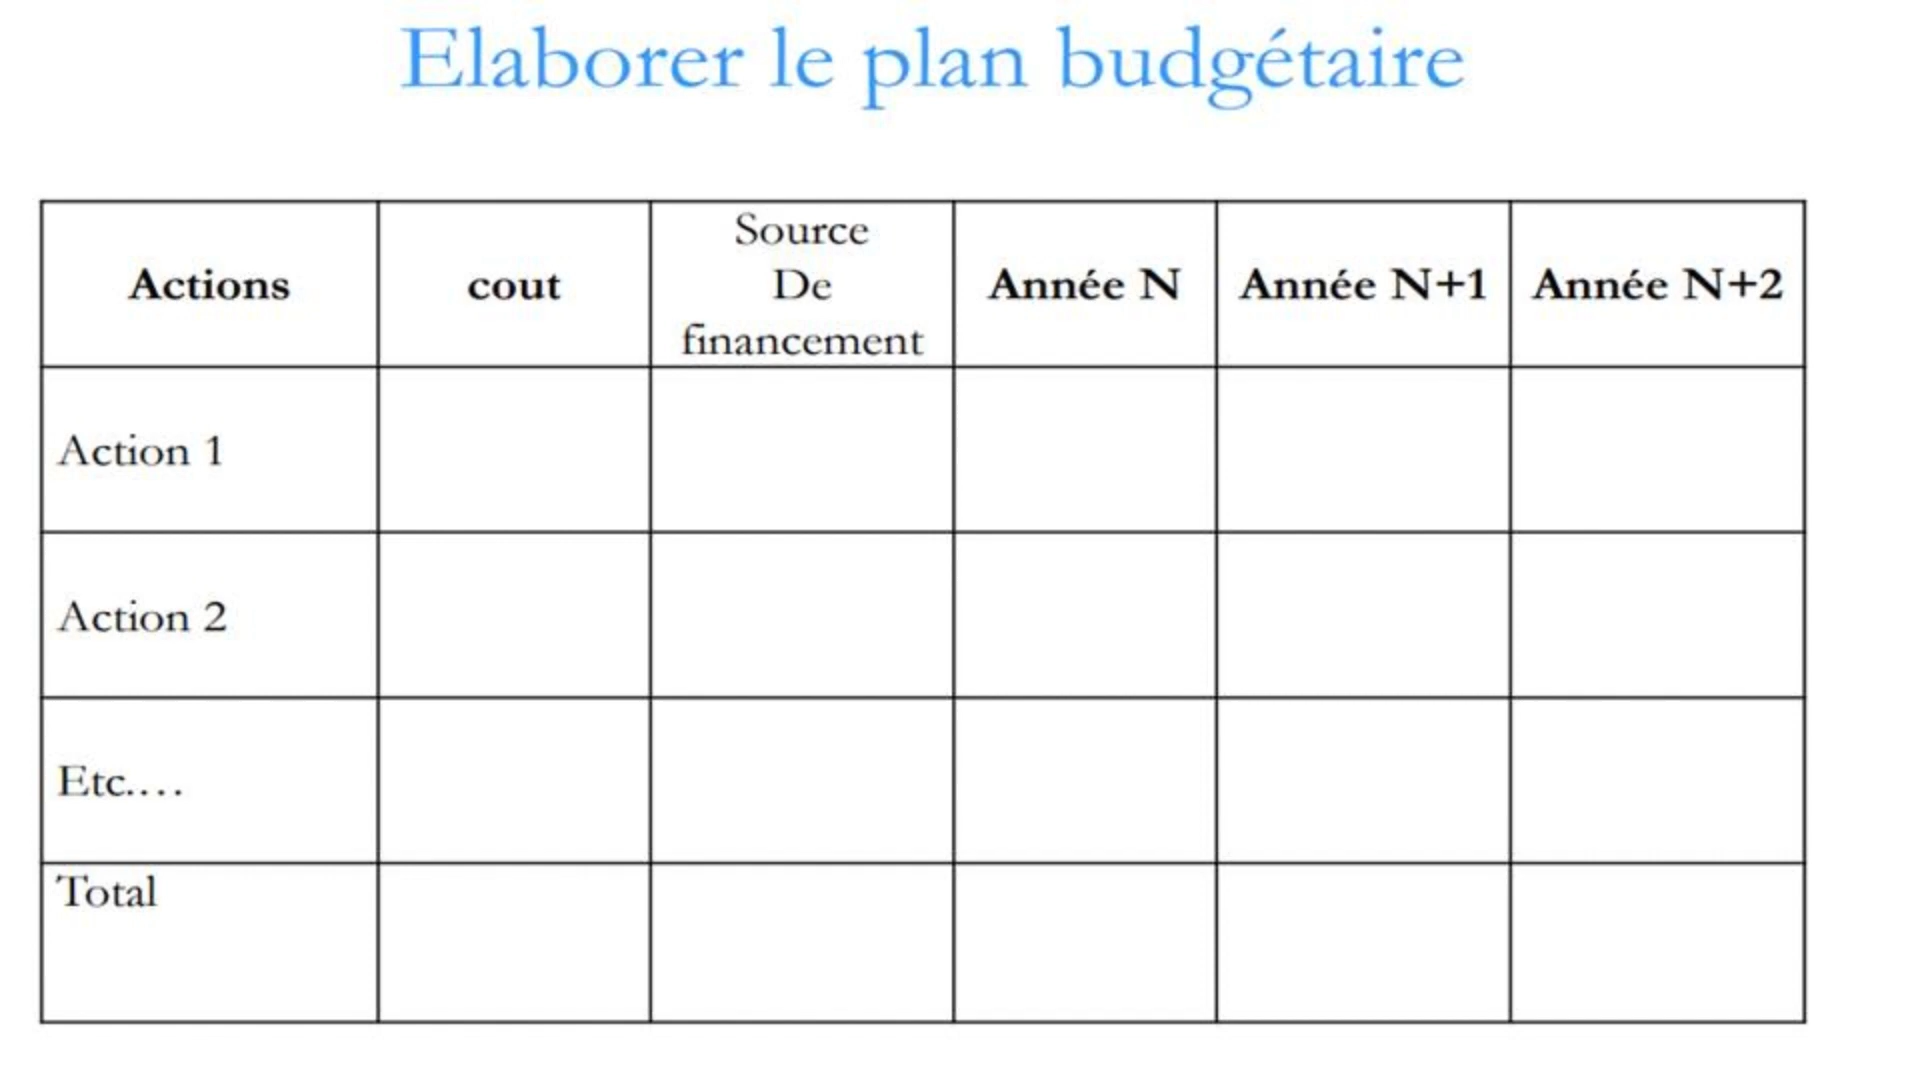 Elaborer le plan budgétaire
Actions cout Source De financement Année N Année N+1 Année N+2
Action 1
Action 2
Etc.…
Total